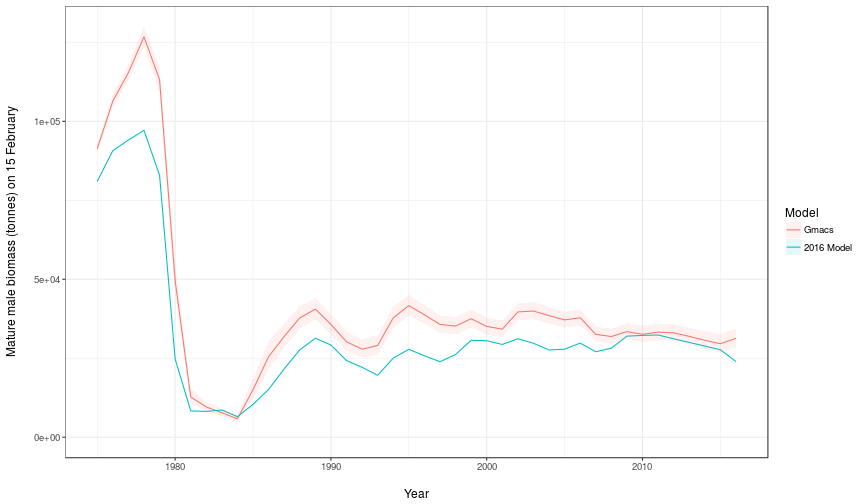 Mature male biomass (tonnes) on 15 February
1e+05
5e+04
0e+00
1980
1990
2000
2010
Year
Model
Gmacs
2016 Model